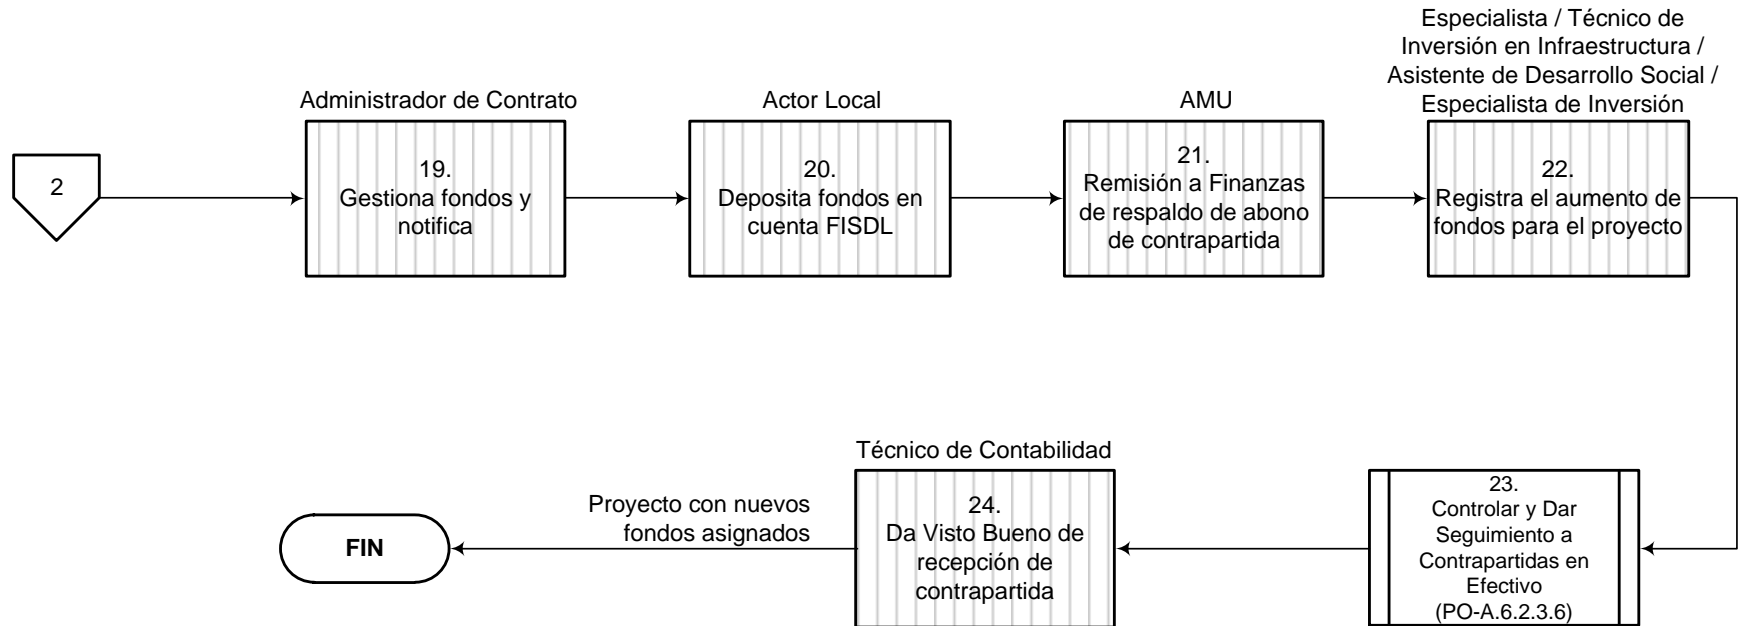 2
Administrador de Contrato
19.
Gestiona fondos y
notifica
Actor Local
20.
Deposita fondos en
cuenta FISDL
AMU
21.
Remisión a Finanzas
de respaldo de abono
de contrapartida
Especialista / Técnico de
Inversión en Infraestructura /
Asistente de Desarrollo Social /
Especialista de Inversión
22.
Registra el aumento de
fondos para el proyecto
23.
Controlar y Dar
Seguimiento a
Contrapartidas en
Efectivo
(PO-A.6.2.3.6)
Técnico de Contabilidad
24.
Da Visto Bueno de
recepción de
contrapartida
Proyecto con nuevos
fondos asignados
FIN